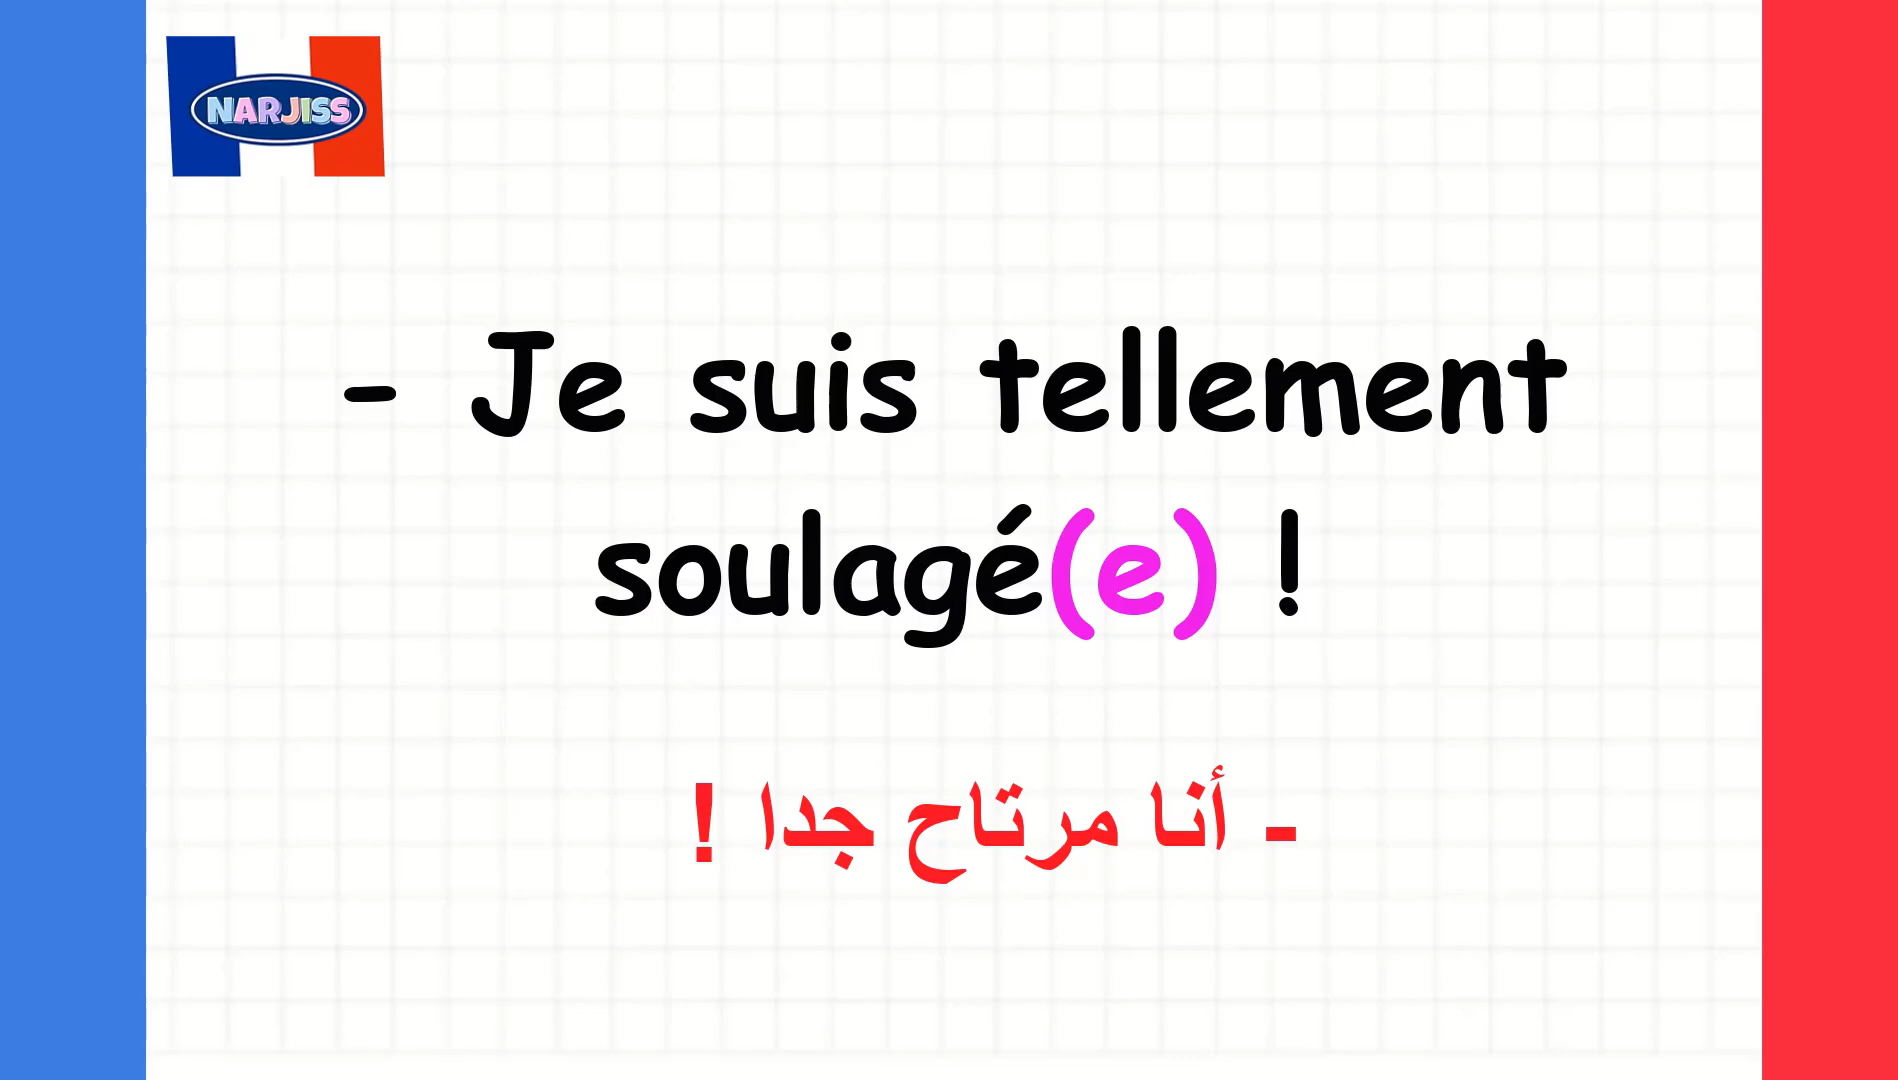 NARJISS
- Je suis tellement
soulagé(e) !
- أنا مرتاح جدا !